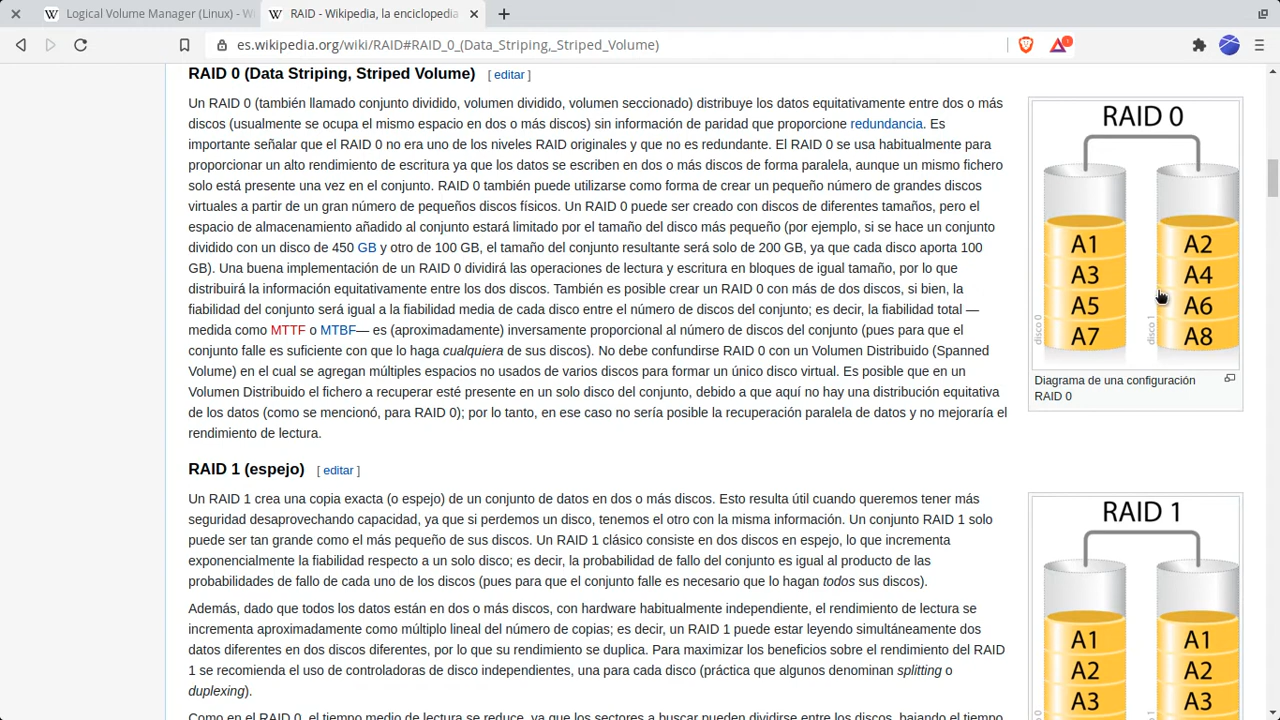 Logical Volume Manager (Linux) - Wi
RAID - Wikipedia, la enciclopedia
es.wikipedia.org/wiki/RAID#RAID_0_(Data_Striping,_Striped_Volume)
1
RAID 0 (Data Striping, Striped Volume) [ editar ]
Un RAID 0 (también llamado conjunto dividido, volumen dividido, volumen seccionado) distribuye los datos equitativamente entre dos o más
discos (usualmente se ocupa el mismo espacio en dos o más discos) sin información de paridad que proporcione redundancia. Es
importante señalar que el RAID 0 no era uno de los niveles RAID originales y que no es redundante. El RAID 0 se usa habitualmente para
proporcionar un alto rendimiento de escritura ya que los datos se escriben en dos o más discos de forma paralela, aunque un mismo fichero
solo está presente una vez en el conjunto. RAID 0 también puede utilizarse como forma de crear un pequeño número de grandes discos
virtuales a partir de un gran número de pequeños discos físicos. Un RAID 0 puede ser creado con discos de diferentes tamaños, pero el
espacio de almacenamiento añadido al conjunto estará limitado por el tamaño del disco más pequeño (por ejemplo, si se hace un conjunto
dividido con un disco de 450 GB y otro de 100 GB, el tamaño del conjunto resultante será solo de 200 GB, ya que cada disco aporta 100
GB). Una buena implementación de un RAID 0 dividirá las operaciones de lectura y escritura en bloques de igual tamaño, por lo que
distribuirá la información equitativamente entre los dos discos. También es posible crear un RAID 0 con más de dos discos, si bien, la
fiabilidad del conjunto será igual a la fiabilidad media de cada disco entre el número de discos del conjunto; es decir, la fiabilidad total —
medida como MTTF o MTBF— es (aproximadamente) inversamente proporcional al número de discos del conjunto (pues para que el
conjunto falle es suficiente con que lo haga cualquiera de sus discos). No debe confundirse RAID 0 con un Volumen Distribuido (Spanned
Volume) en el cual se agregan múltiples espacios no usados de varios discos para formar un único disco virtual. Es posible que en un
Volumen Distribuido el fichero a recuperar esté presente en un solo disco del conjunto, debido a que aquí no hay una distribución equitativa
de los datos (como se mencionó, para RAID 0); por lo tanto, en ese caso no sería posible la recuperación paralela de datos y no mejoraría el
rendimiento de lectura.
RAID 0
A1 A2
A3 A4
A5 A6
A7 A8
disco 0
disco 1
Diagrama de una configuración
RAID 0
RAID 1 (espejo) [ editar ]
Un RAID 1 crea una copia exacta (o espejo) de un conjunto de datos en dos o más discos. Esto resulta útil cuando queremos tener más
seguridad desaprovechando capacidad, ya que si perdemos un disco, tenemos el otro con la misma información. Un conjunto RAID 1 solo
puede ser tan grande como el más pequeño de sus discos. Un RAID 1 clásico consiste en dos discos en espejo, lo que incrementa
exponencialmente la fiabilidad respecto a un solo disco; es decir, la probabilidad de fallo del conjunto es igual al producto de las
probabilidades de fallo de cada uno de los discos (pues para que el conjunto falle es necesario que lo hagan todos sus discos).
Además, dado que todos los datos están en dos o más discos, con hardware habitualmente independiente, el rendimiento de lectura se
incrementa aproximadamente como múltiplo lineal del número de copias; es decir, un RAID 1 puede estar leyendo simultáneamente dos
datos diferentes en dos discos diferentes, por lo que su rendimiento se duplica. Para maximizar los beneficios sobre el rendimiento del RAID
1 se recomienda el uso de controladoras de disco independientes, una para cada disco (práctica que algunos denominan splitting o
duplexing).
Como en el RAID 0, el tiempo medio de lectura se reduce, ya que los sectores a buscar pueden dividirse entre los discos, bajando el tiempo
RAID 1
A1 A1
A2 A2
A3 A3